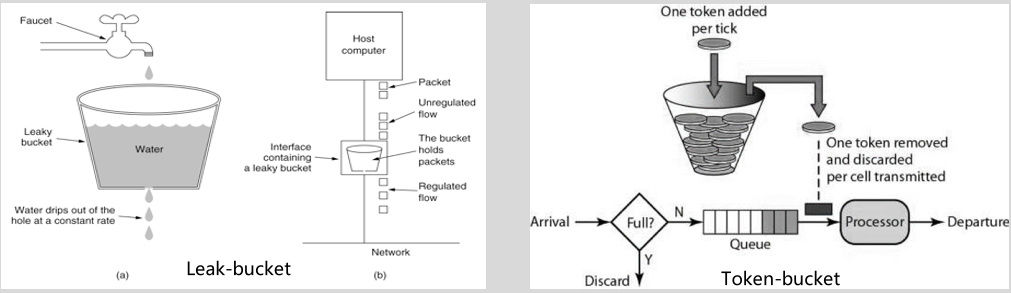 Faucet
Leaky
bucket
Water
Water drips out of the
hole at a constant rate
(a)
Leak-bucket
Host
computer
Packet
Unregulated
flow
The bucket
holds
packets
Interface
containing
a leaky bucket
Regulated
flow
Network
(b)
One token added
per tick
One token removed
and discarded
per cell transmitted
Arrival
Full?
N
Y
Discard
Queue
Processor
Departure
Token-bucket